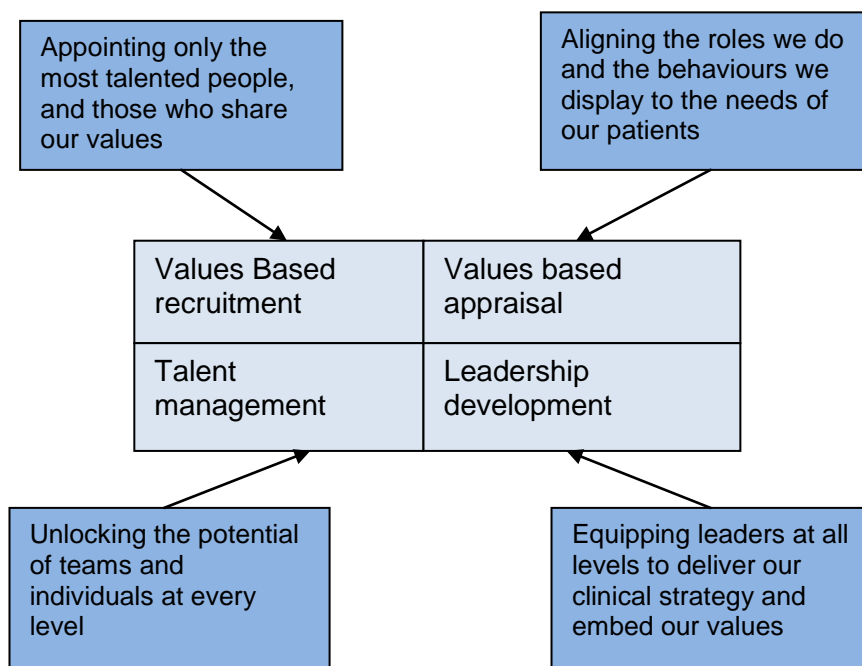 Appointing only the
most talented people,
and those who share
our values
Aligning the roles we do
and the behaviours we
display to the needs of
our patients
Values Based
recruitment
Values based
appraisal
Talent
management
Leadership
development
Unlocking the potential
of teams and
individuals at every
level
Equipping leaders at all
levels to deliver our
clinical strategy and
embed our values